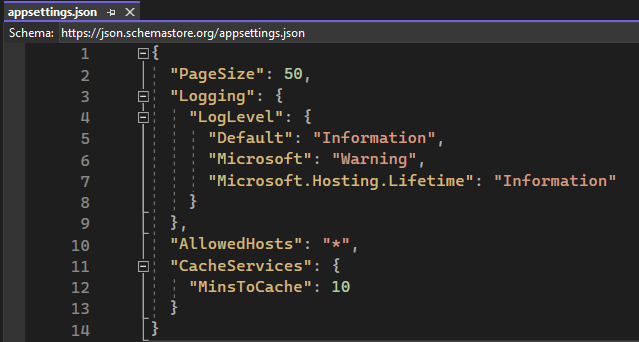 appsettings.json
Schema: https://json.schemastore.org/appsettings.json
1 {
2   "PageSize": 50,
3   "Logging": {
4     "LogLevel": {
5       "Default": "Information",
6       "Microsoft": "Warning",
7       "Microsoft.Hosting.Lifetime": "Information"
8     }
9   },
10   "AllowedHosts": "*",
11   "CacheServices": {
12     "MinsToCache": 10
13   }
14 }